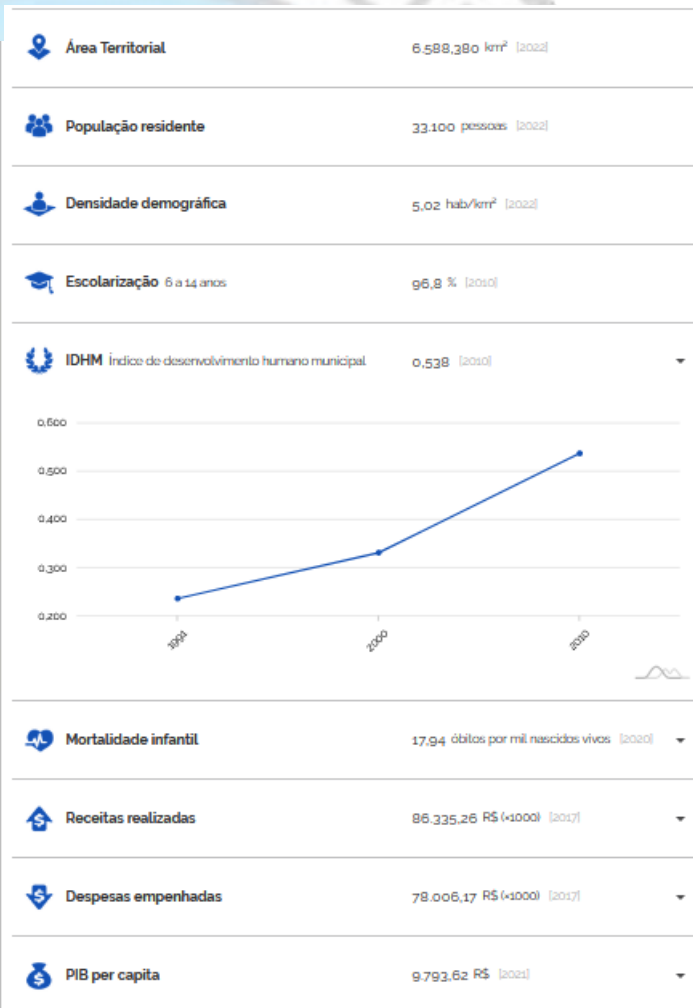 Área Territorial 6.588,380 km² [2022]
População residente 33.100 pessoas [2022]
Densidade demográfica 5,02 hab/km² [2022]
Escolarização 6 a 14 anos 96,8 % [2010]
IDHM Índice de desenvolvimento humano municipal 0,538 [2010]
0,600
0,500
0,400
0,300
0,200
1991 2000 2010
Mortalidade infantil 17,94 óbitos por mil nascidos vivos [2020]
Receitas realizadas 86.335,26 R$ (×1000) [2017]
Despesas empenhadas 78.006,17 R$ (×1000) [2017]
PIB per capita 9.793,62 R$ [2021]